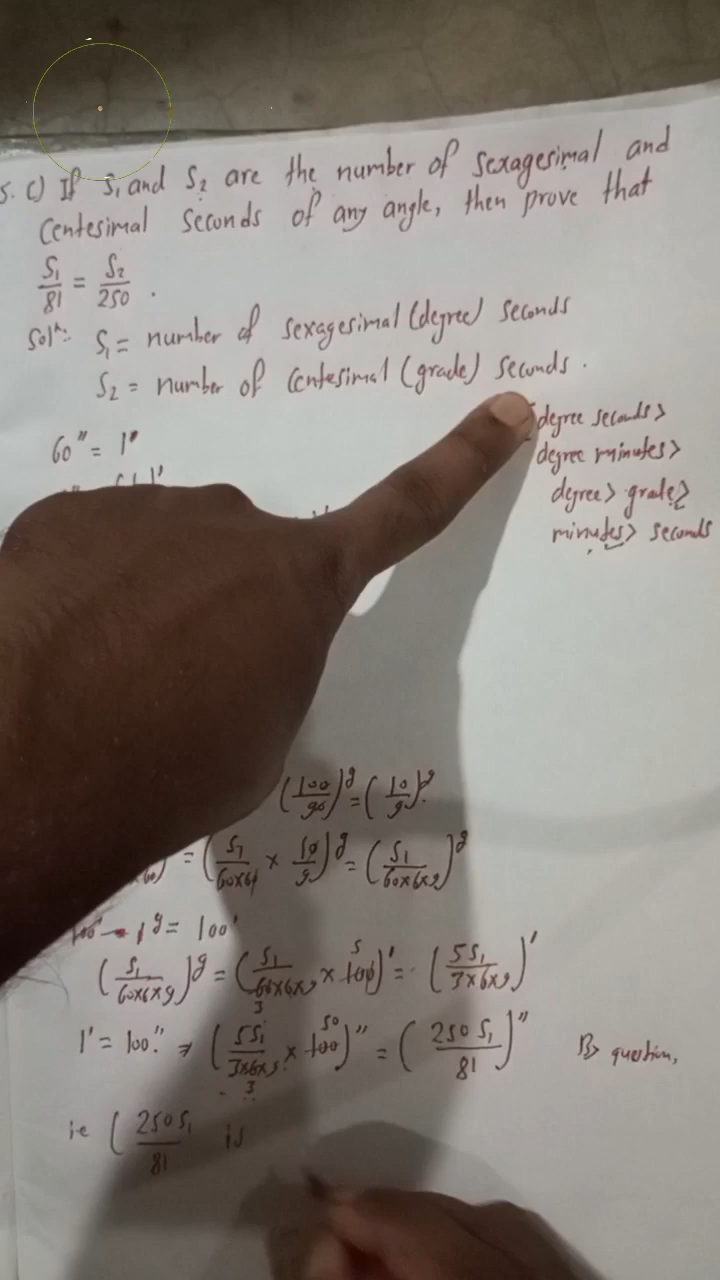 5. c) If S₁ and S₂ are the number of sexagesimal and
Centesimal seconds of any angle, then prove that
S₁/81 = S₂/250 .
Solⁿ: S₁ = number of sexagesimal (degree) seconds
S₂ = number of Centesimal (grade) seconds .
degree seconds >
60" = 1'
degree minutes >
degree > grade >
minutes > seconds
(100/90)ᵍ = (10/9)ᵍ
= (S₁/60×60 × 10/9)ᵍ = (S₁/60×6×9)ᵍ
1ᵍ = 100'
(S₁/60×6×9)ᵍ = (S₁/60×6×9 × 100)' = (5S₁/3×6×9)'
1' = 100" ⇒ (5S₁/3×6×9 × 100)" = (250 S₁/81)" By question,
ie (250 S₁/81 is